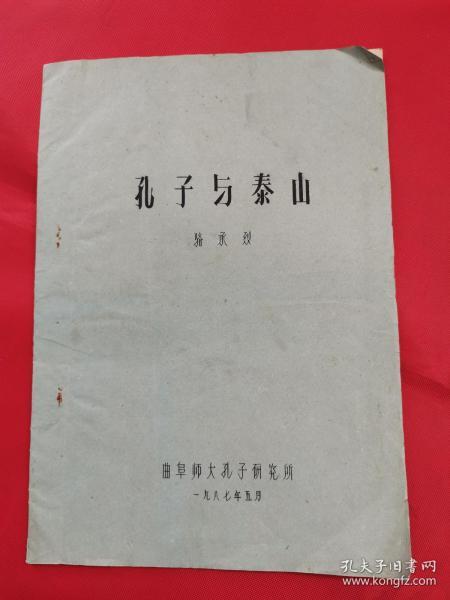 孔子与泰山
骆承烈
曲阜师大孔子研究所
一九八七年五月
孔夫子旧书网
www.kongfz.com